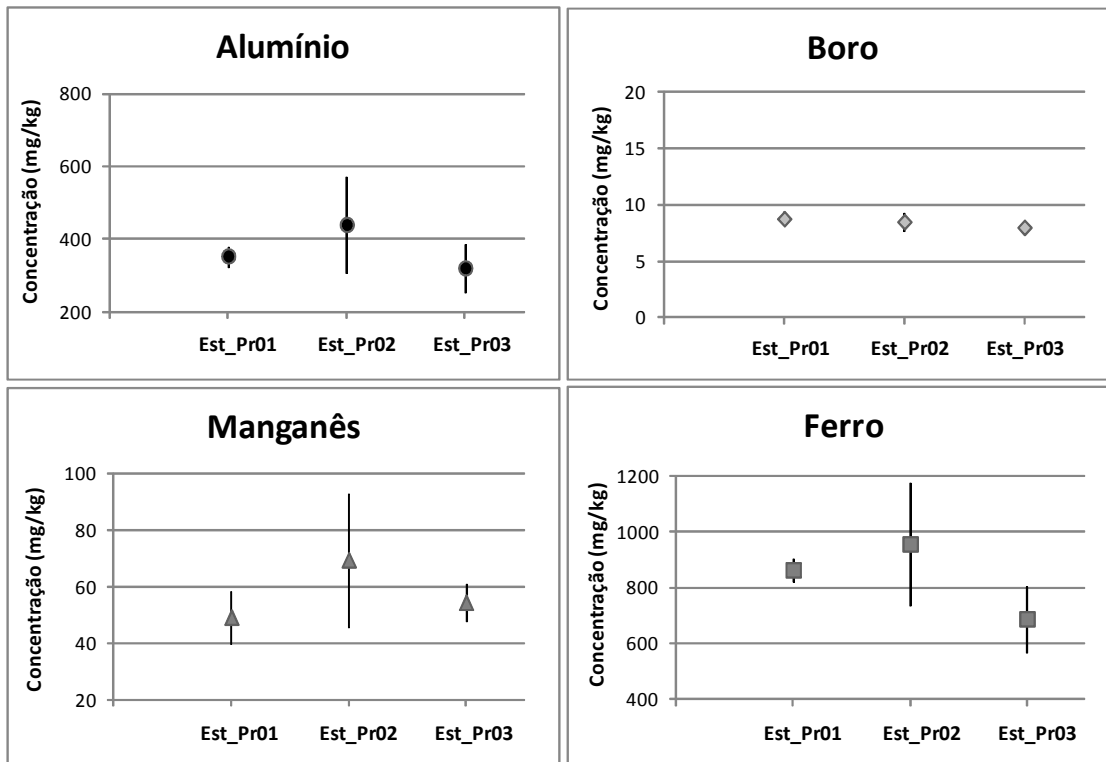 Alumínio
Concentração (mg/kg)
800
600
400
200
Est_Pr01 Est_Pr02 Est_Pr03
Boro
Concentração (mg/kg)
20
15
10
5
0
Est_Pr01 Est_Pr02 Est_Pr03
Manganês
Concentração (mg/kg)
100
80
60
40
20
Est_Pr01 Est_Pr02 Est_Pr03
Ferro
Concentração (mg/kg)
1200
1000
800
600
400
Est_Pr01 Est_Pr02 Est_Pr03